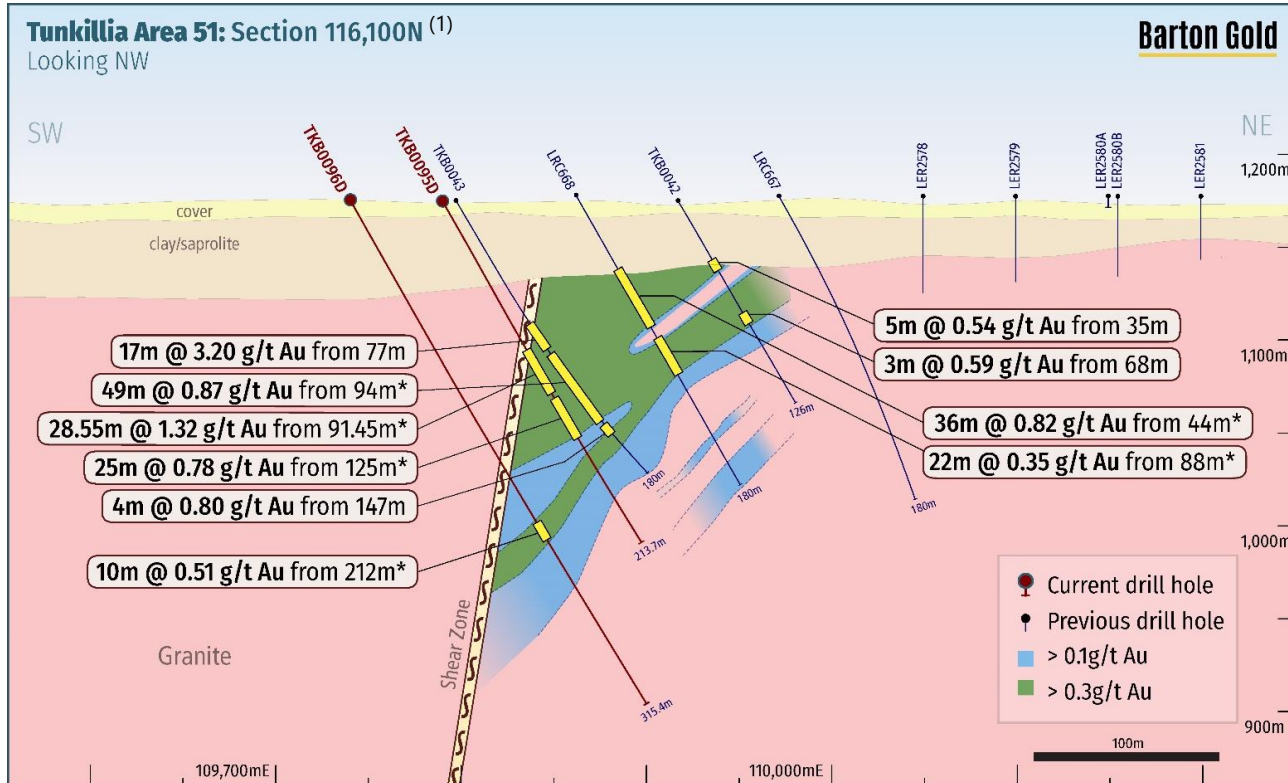 Tunkillia Area 51: Section 116,100N (1)
Looking NW
Barton Gold
SW
NE
TKB0096D
TKB0095D
TKB0043
LRC668
TKB0042
LRC667
LER2578
LER2579
LER2580A
LER2580B
LER2581
1,200m
cover
clay/saprolite
17m @ 3.20 g/t Au from 77m
49m @ 0.87 g/t Au from 94m*
28.55m @ 1.32 g/t Au from 91.45m*
25m @ 0.78 g/t Au from 125m*
4m @ 0.80 g/t Au from 147m
10m @ 0.51 g/t Au from 212m*
5m @ 0.54 g/t Au from 35m
3m @ 0.59 g/t Au from 68m
36m @ 0.82 g/t Au from 44m*
22m @ 0.35 g/t Au from 88m*
1,100m
126m
180m
180m
180m
213.7m
315.4m
1,000m
Granite
Shear Zone
Current drill hole
Previous drill hole
> 0.1g/t Au
> 0.3g/t Au
900m
100m
109,700mE
110,000mE